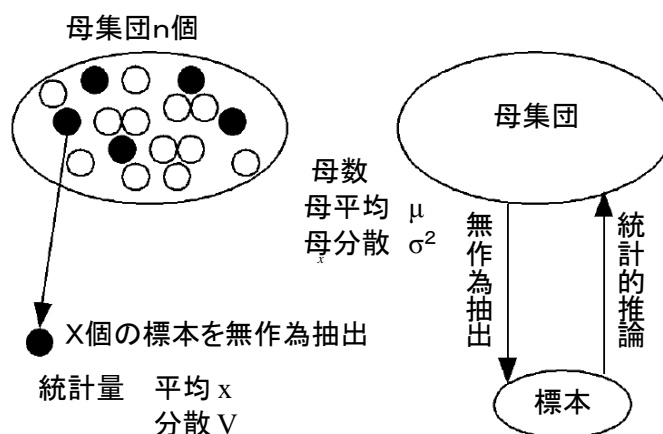 母集団n個
母集団
母数
母平均 μ
母分散 σ²
x
無作為抽出
統計的推論
X個の標本を無作為抽出
統計量 平均 x
分散 V
標本